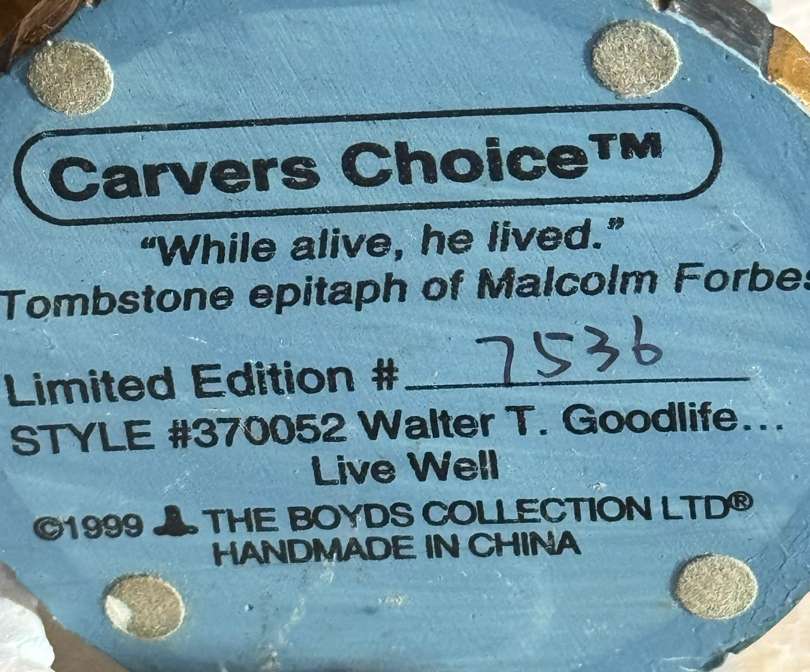 Carvers Choice™
“While alive, he lived.”
Tombstone epitaph of Malcolm Forbes
Limited Edition # 7536
STYLE #370052 Walter T. Goodlife...
Live Well
©1999 THE BOYDS COLLECTION LTD®
HANDMADE IN CHINA